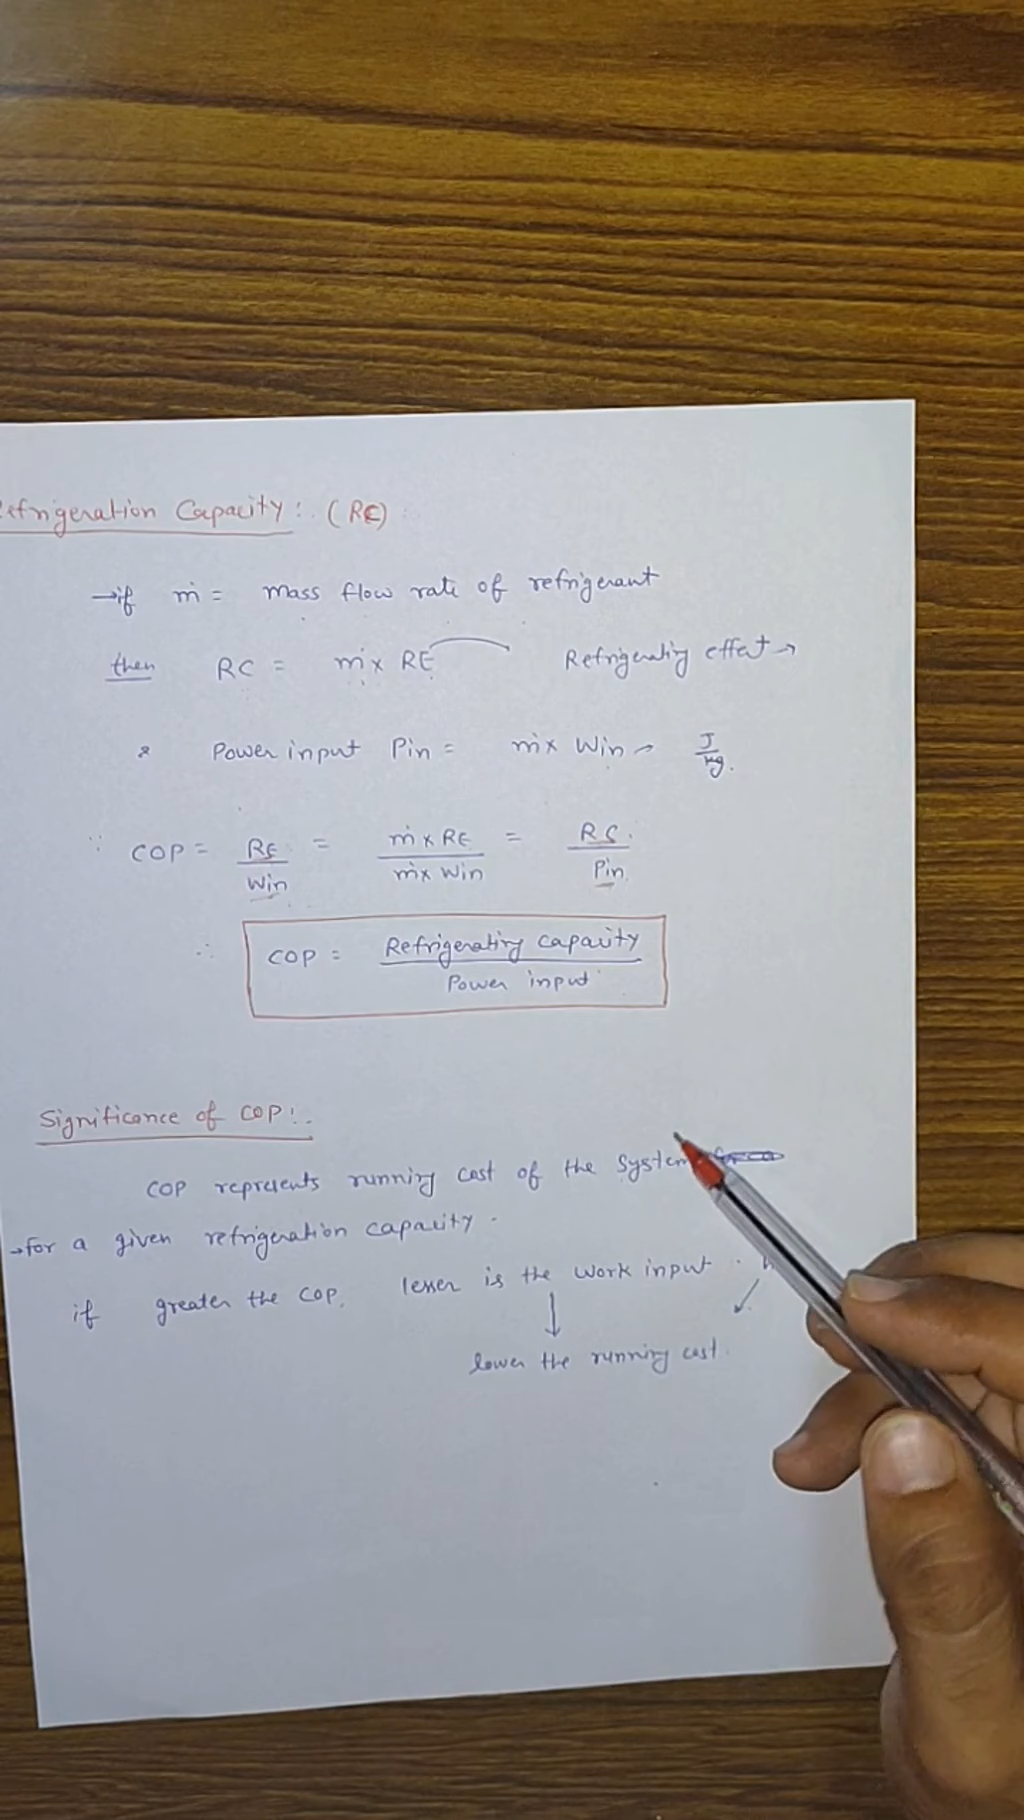 efrigeration Capacity :. (RC)
→if ṁ = mass flow rate of refrigerant
then RC = ṁ x RE Refrigerating effect →
& Power input Pin = ṁ x Win → J/kg.
∵ COP = RE/Win = ṁ x RE/ṁ x Win = RC/Pin
∴ COP = Refrigerating capacity/Power input
Significance of COP :.
COP represents running cost of the system
→for a given refrigeration capacity.
if greater the COP, lesser is the work input.
↓
lower the running cost.